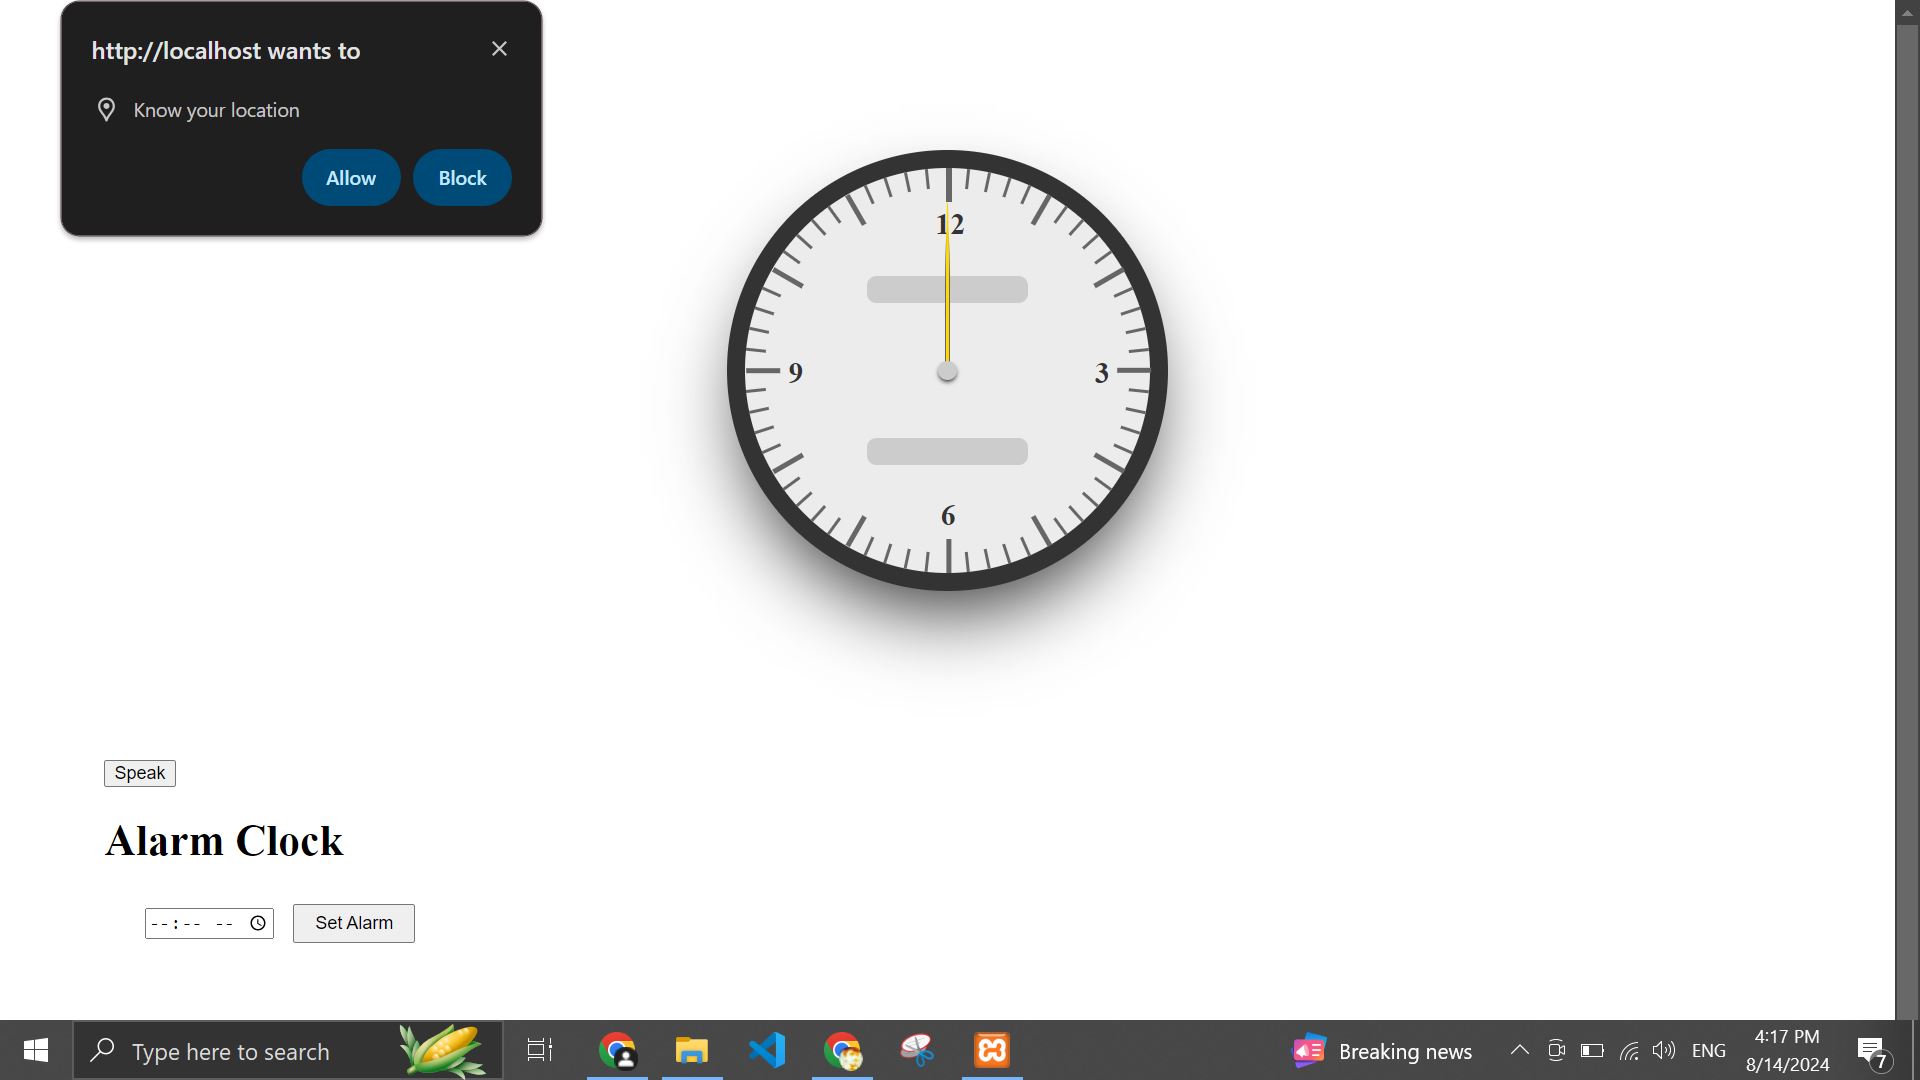 http://localhost wants to
Know your location
Allow
Block
12
9
3
6
Speak
Alarm Clock
--:-- --
Set Alarm
Type here to search
Breaking news
ENG
4:17 PM
8/14/2024
7